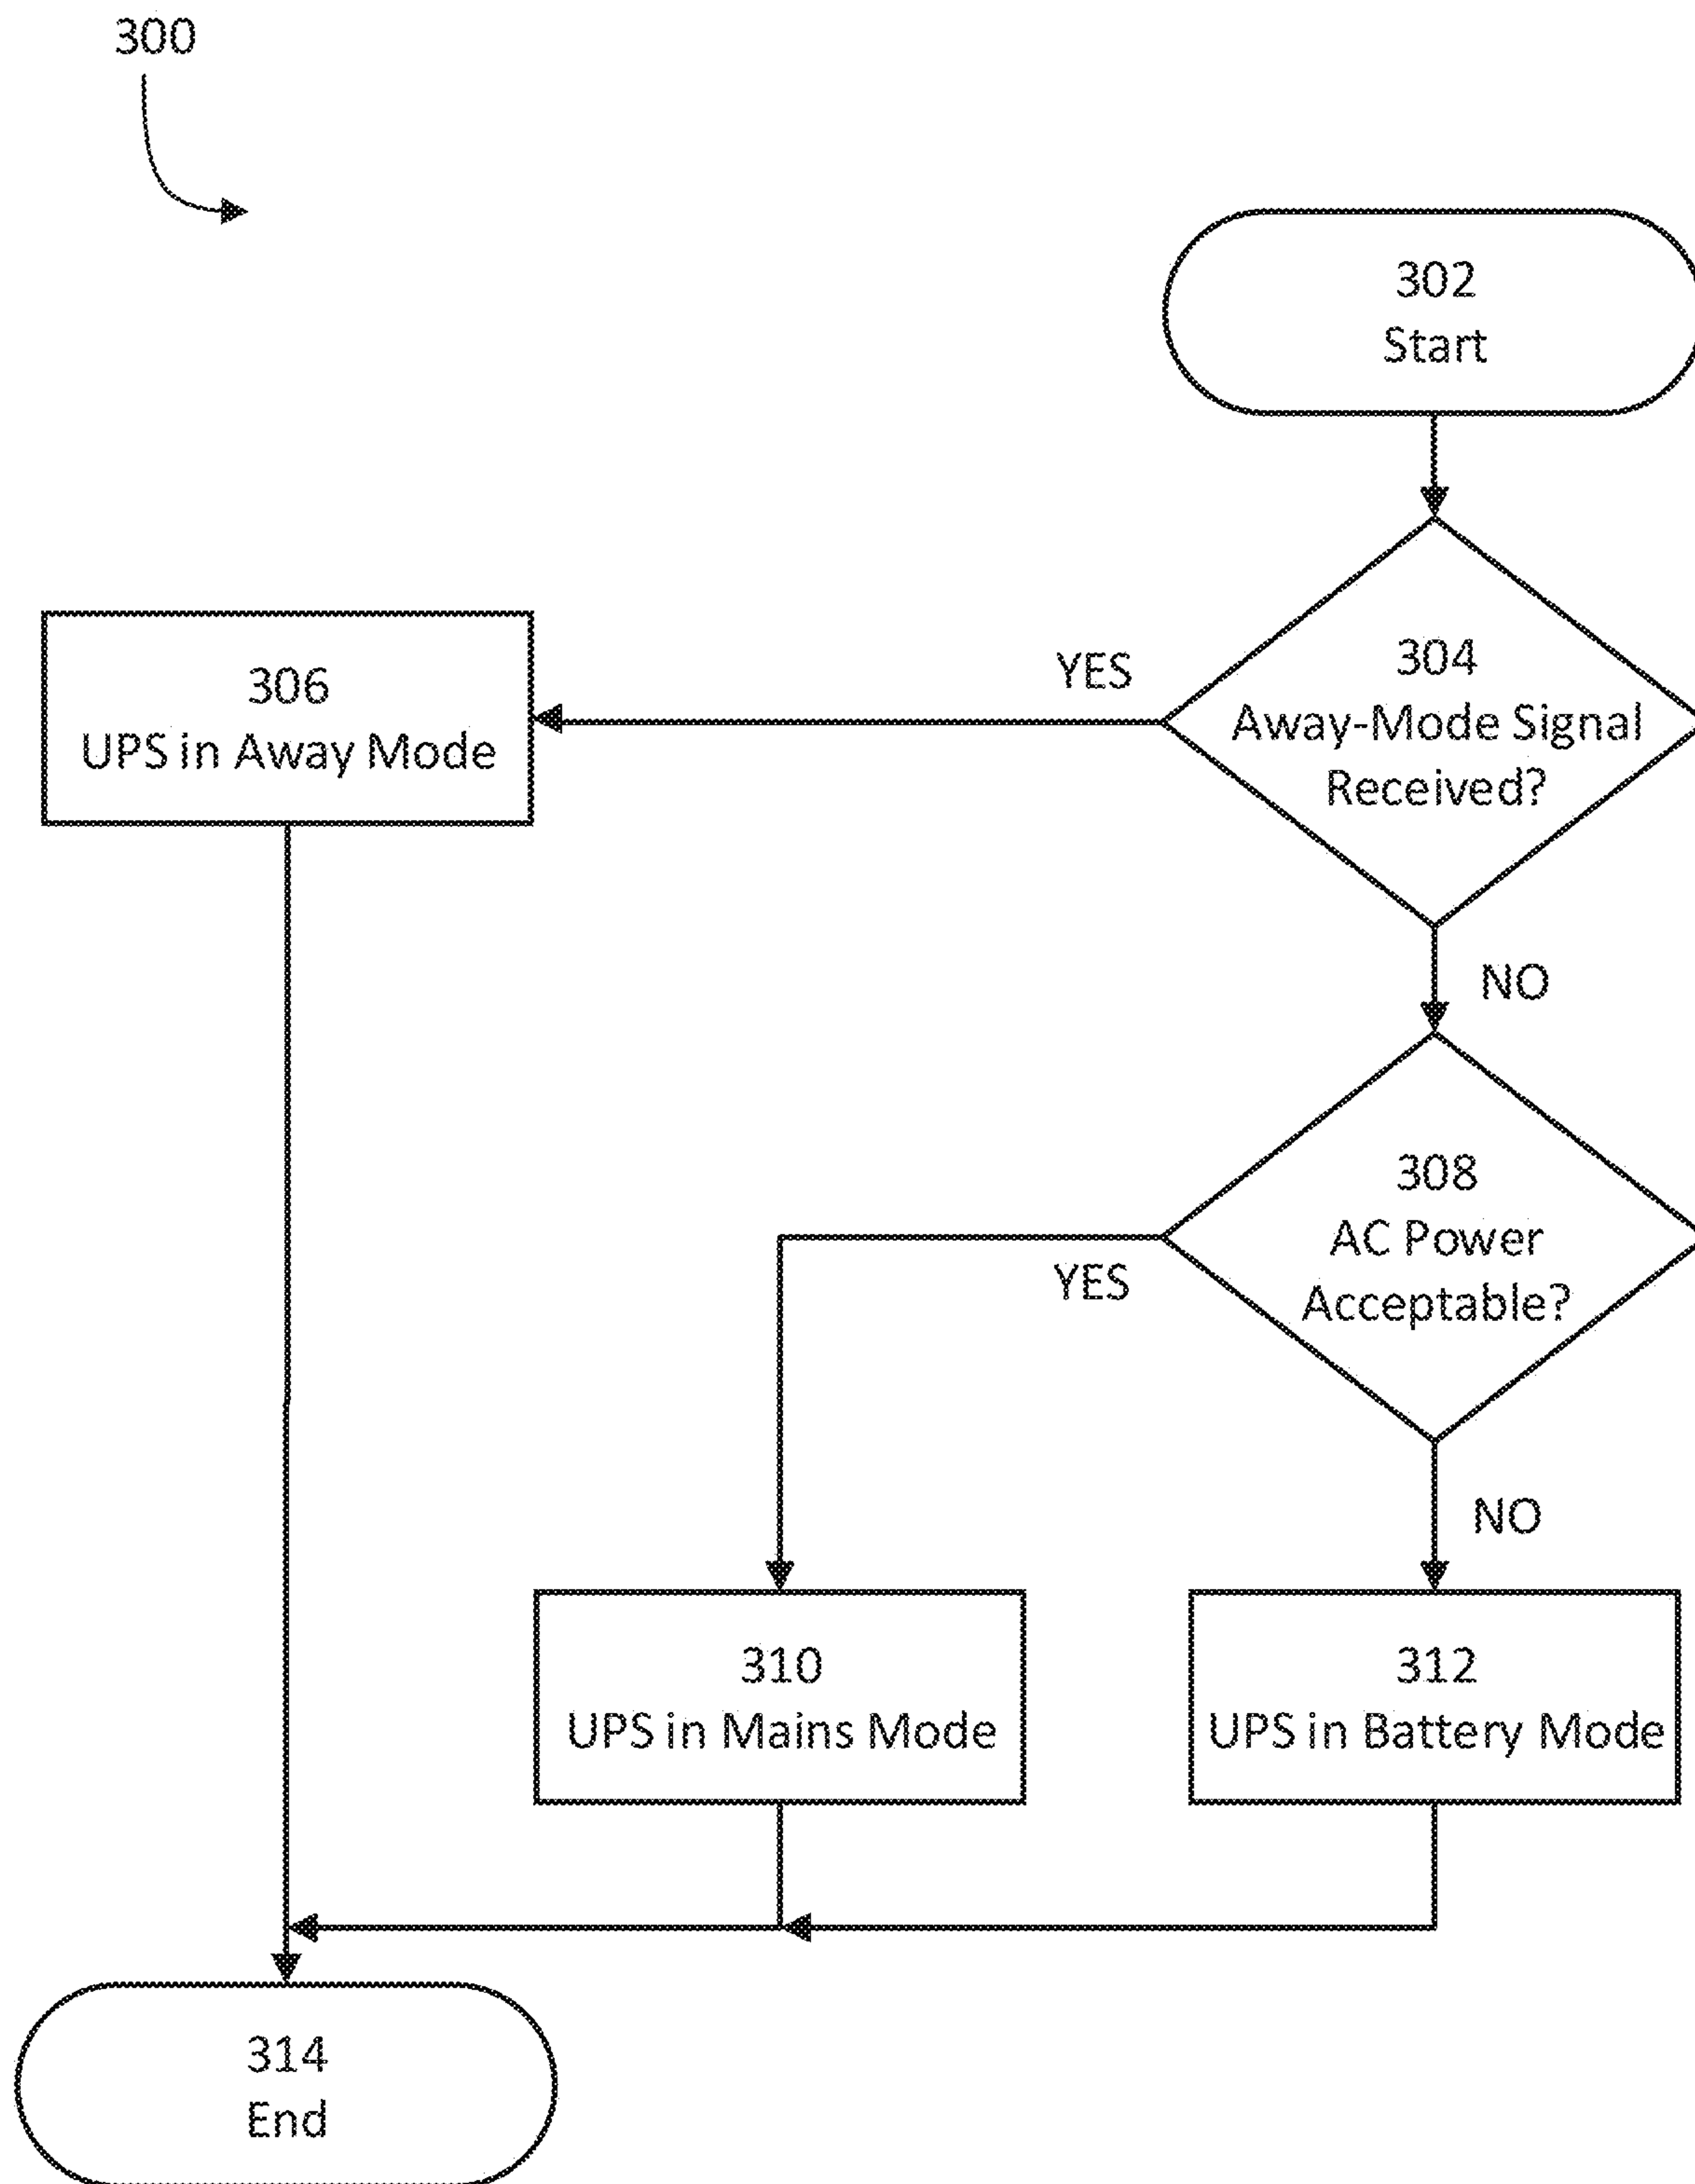 300
302
Start
304
Away-Mode Signal
Received?
YES
306
UPS in Away Mode
NO
308
AC Power
Acceptable?
YES
NO
310
UPS in Mains Mode
312
UPS in Battery Mode
314
End